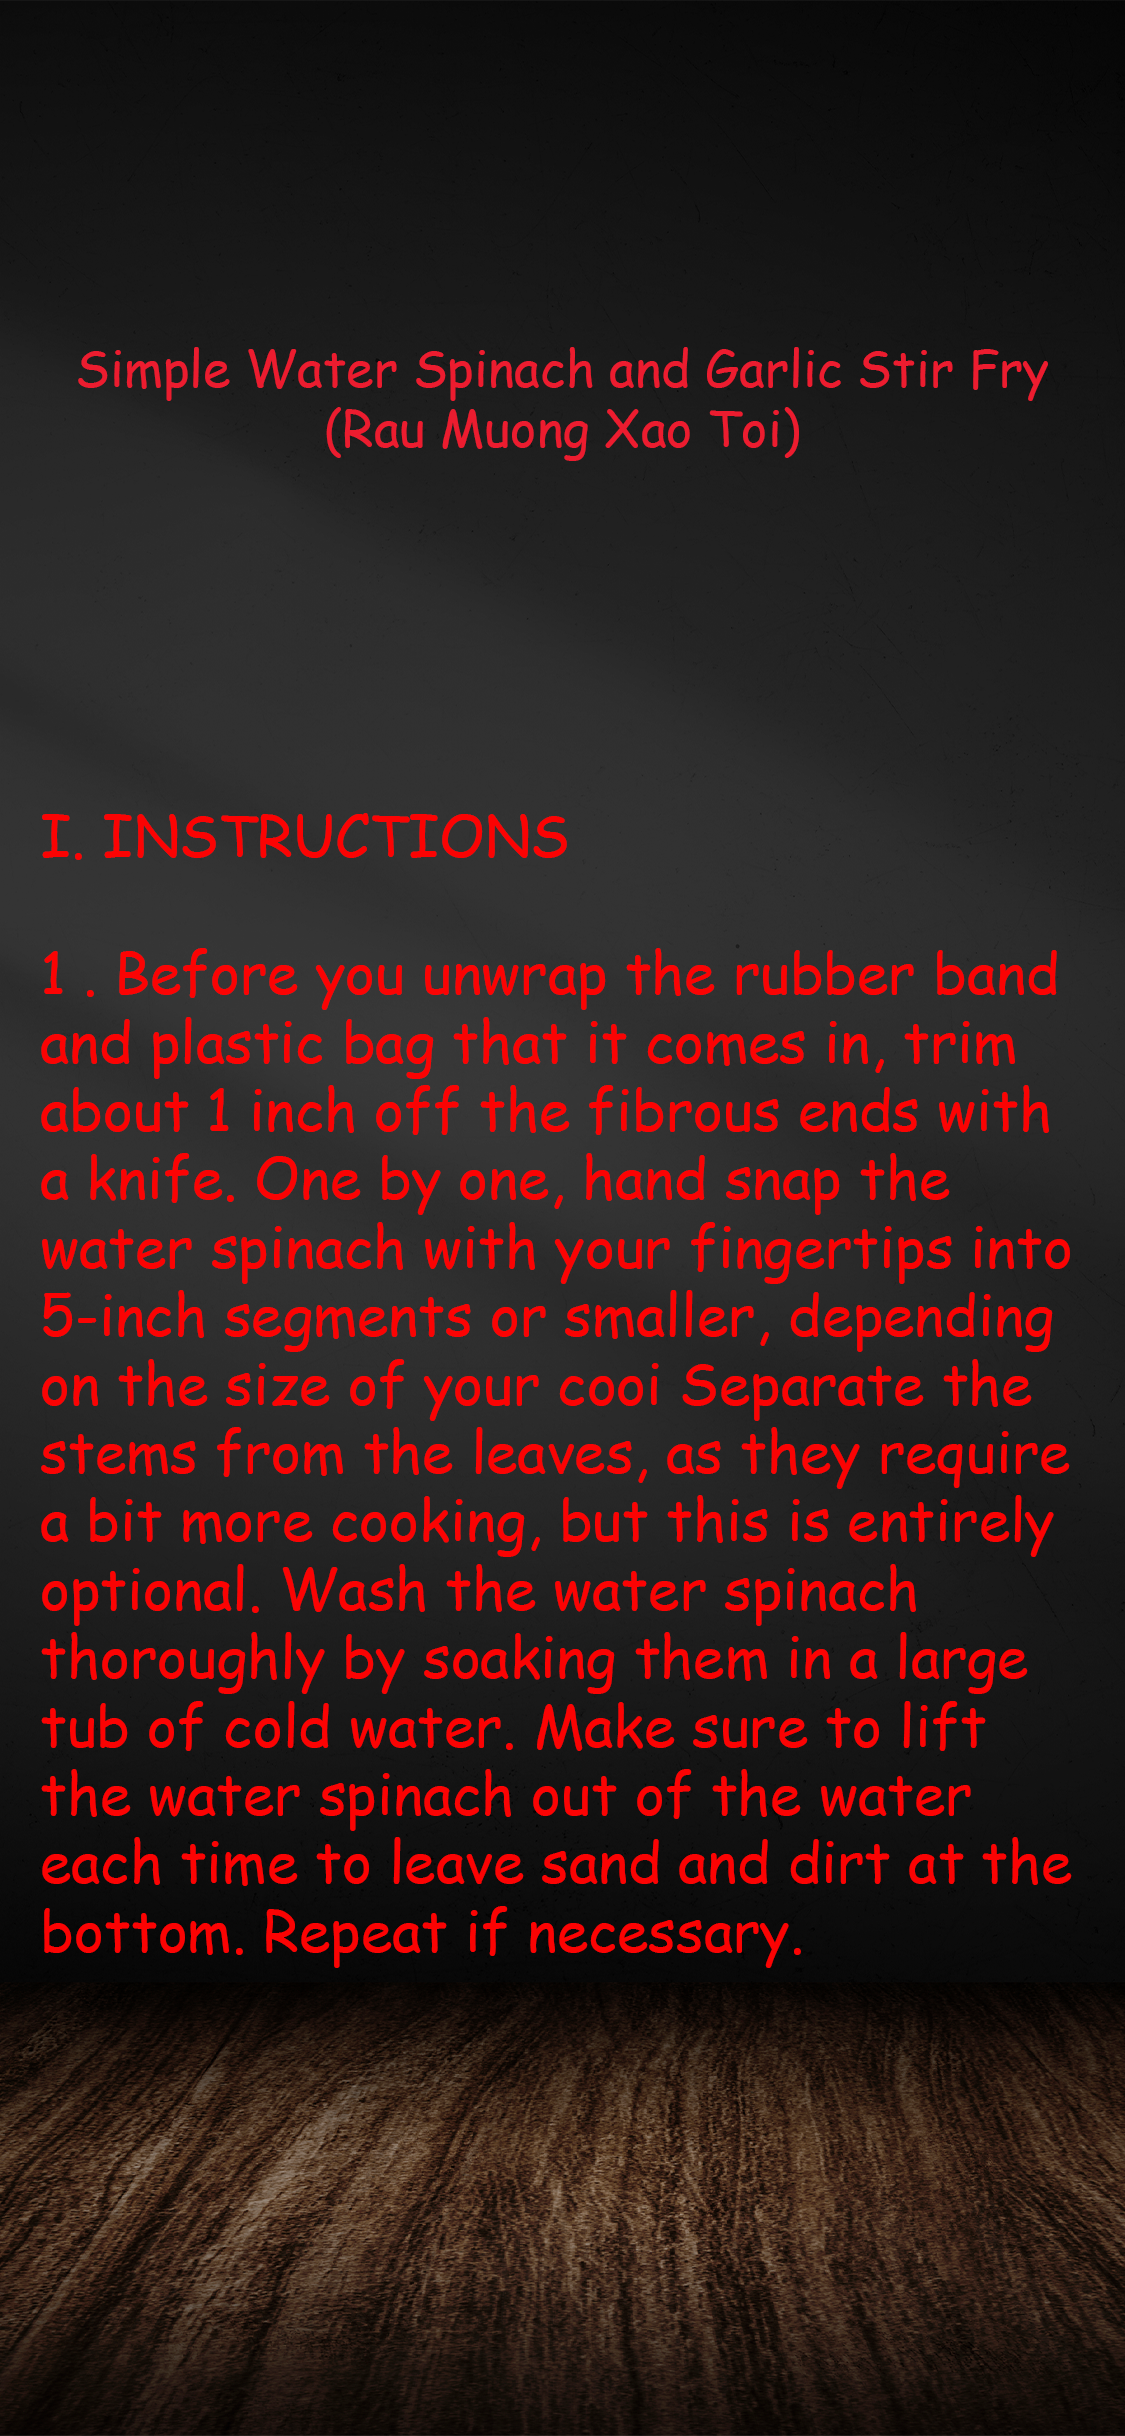 Simple Water Spinach and Garlic Stir Fry
(Rau Muong Xao Toi)
I. INSTRUCTIONS
1 . Before you unwrap the rubber band
and plastic bag that it comes in, trim
about 1 inch off the fibrous ends with
a knife. One by one, hand snap the
water spinach with your fingertips into
5-inch segments or smaller, depending
on the size of your cooi Separate the
stems from the leaves, as they require
a bit more cooking, but this is entirely
optional. Wash the water spinach
thoroughly by soaking them in a large
tub of cold water. Make sure to lift
the water spinach out of the water
each time to leave sand and dirt at the
bottom. Repeat if necessary.